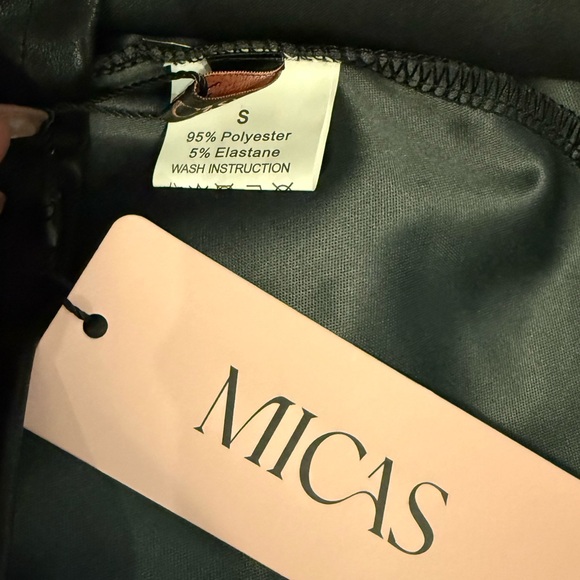 S
95% Polyester
5% Elastane
WASH INSTRUCTION
MICAS